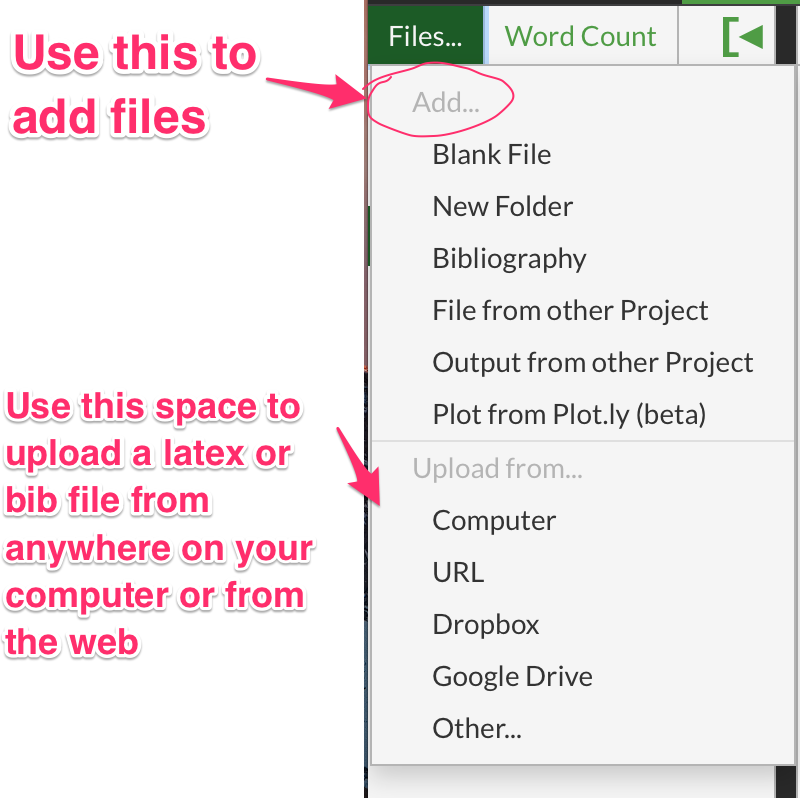 Use this to
add files
Files...
Word Count
Add...
Blank File
New Folder
Bibliography
File from other Project
Output from other Project
Plot from Plot.ly (beta)
Use this space to
upload a latex or
bib file from
anywhere on your
computer or from
the web
Upload from...
Computer
URL
Dropbox
Google Drive
Other...